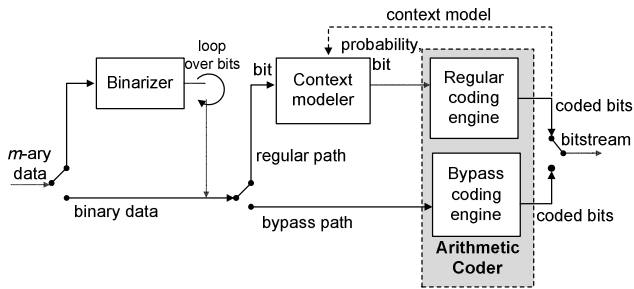 context model
loop
over bits
probability,
bit
bit
Binarizer
Context
modeler
Regular
coding
engine
coded bits
m-ary
data
regular path
bitstream
binary data
bypass path
Bypass
coding
engine
coded bits
Arithmetic
Coder